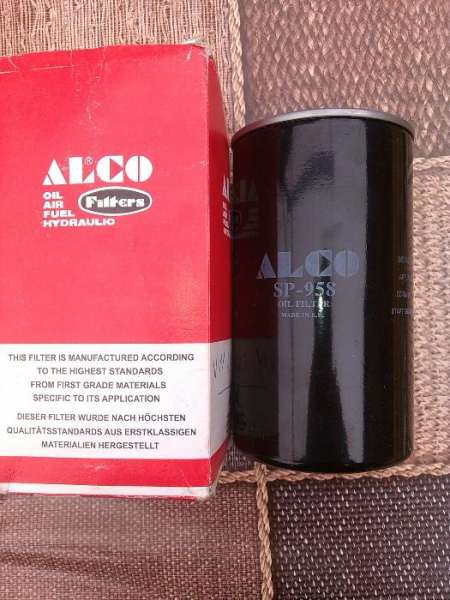 ALCO
OIL
AIR
FUEL
HYDRAULIC
Filters
THIS FILTER IS MANUFACTURED ACCORDING
TO THE HIGHEST STANDARDS
FROM FIRST GRADE MATERIALS
SPECIFIC TO ITS APPLICATION
DIESER FILTER WURDE NACH HÖCHSTEN
QUALITÄTSSTANDARDS AUS ERSTKLASSIGEN
MATERIALIEN HERGESTELLT
ALCO
SP-958
OIL FILTER
MADE IN